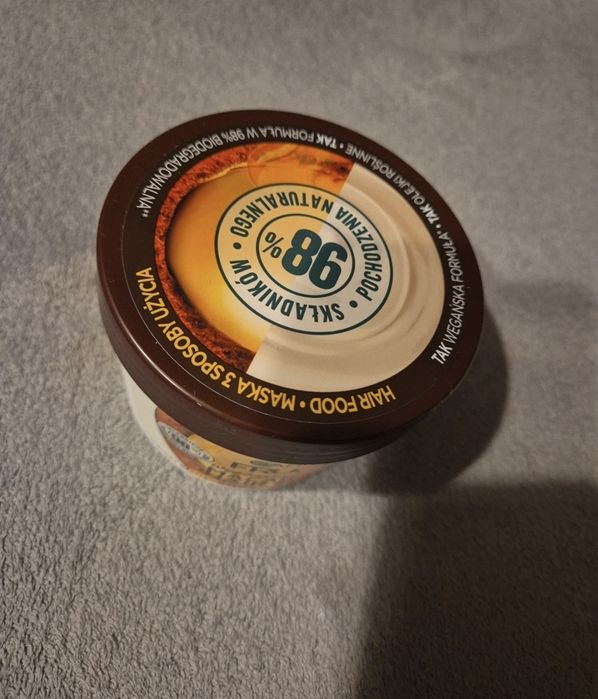 HAIR FOOD • MASKA 3 SPOSOBY UŻYCIA
TAK WEGAŃSKA FORMUŁA* • TAK OLEJKI ROŚLINNE • TAK FORMUŁA W 98% BIODEGRADOWALNA**
98%
SKŁADNIKÓW • POCHODZENIA NATURALNEGO •